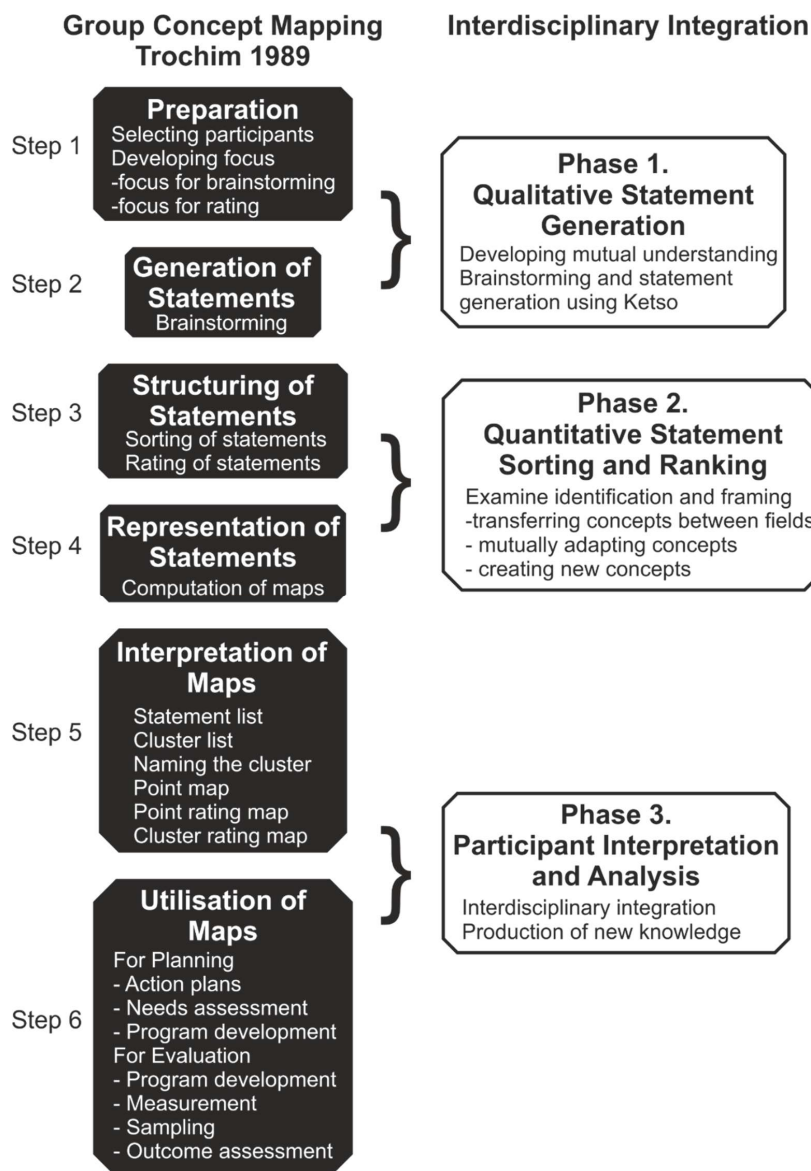 Group Concept Mapping
Trochim 1989
Interdisciplinary Integration
Step 1
Preparation
Selecting participants
Developing focus
-focus for brainstorming
-focus for rating
Step 2
Generation of
Statements
Brainstorming
}
Phase 1.
Qualitative Statement
Generation
Developing mutual understanding
Brainstorming and statement
generation using Ketso
Step 3
Structuring of
Statements
Sorting of statements
Rating of statements
Step 4
Representation of
Statements
Computation of maps
}
Phase 2.
Quantitative Statement
Sorting and Ranking
Examine identification and framing
-transferring concepts between fields
- mutually adapting concepts
- creating new concepts
Step 5
Interpretation of
Maps
Statement list
Cluster list
Naming the cluster
Point map
Point rating map
Cluster rating map
Step 6
Utilisation of
Maps
For Planning
- Action plans
- Needs assessment
- Program development
For Evaluation
- Program development
- Measurement
- Sampling
- Outcome assessment
}
Phase 3.
Participant Interpretation
and Analysis
Interdisciplinary integration
Production of new knowledge